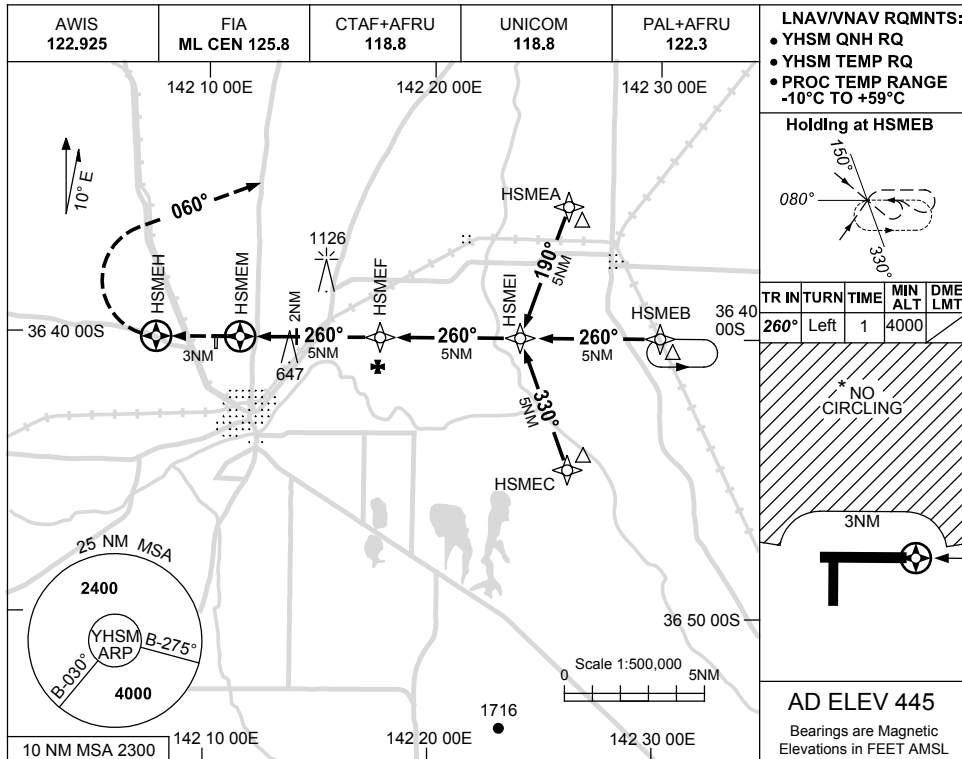 AWIS
122.925
FIA
ML CEN 125.8
CTAF+AFRU
118.8
UNICOM
118.8
PAL+AFRU
122.3
LNAV/VNAV RQMNTS:
• YHSM QNH RQ
• YHSM TEMP RQ
• PROC TEMP RANGE
-10°C TO +59°C
142 10 00E
142 20 00E
142 30 00E
Holding at HSMEB
150°
080°
330°
TR IN TURN TIME MIN ALT DME LMT
260° Left 1 4000
10° E
060°
HSMEH
HSMEM
1126
2NM
HSMEF
HSMEI
HSMEA
190°
5NM
HSMEB
36 40 00S
36 40
00S
3NM
647
260°
5NM
260°
5NM
260°
5NM
330°
5NM
HSMEC
* NO
CIRCLING
3NM
25 NM MSA
2400
YHSM
ARP
B-275°
B-030°
4000
36 50 00S
Scale 1:500,000
0 5NM
1716
10 NM MSA 2300
142 10 00E
142 20 00E
142 30 00E
AD ELEV 445
Bearings are Magnetic
Elevations in FEET AMSL